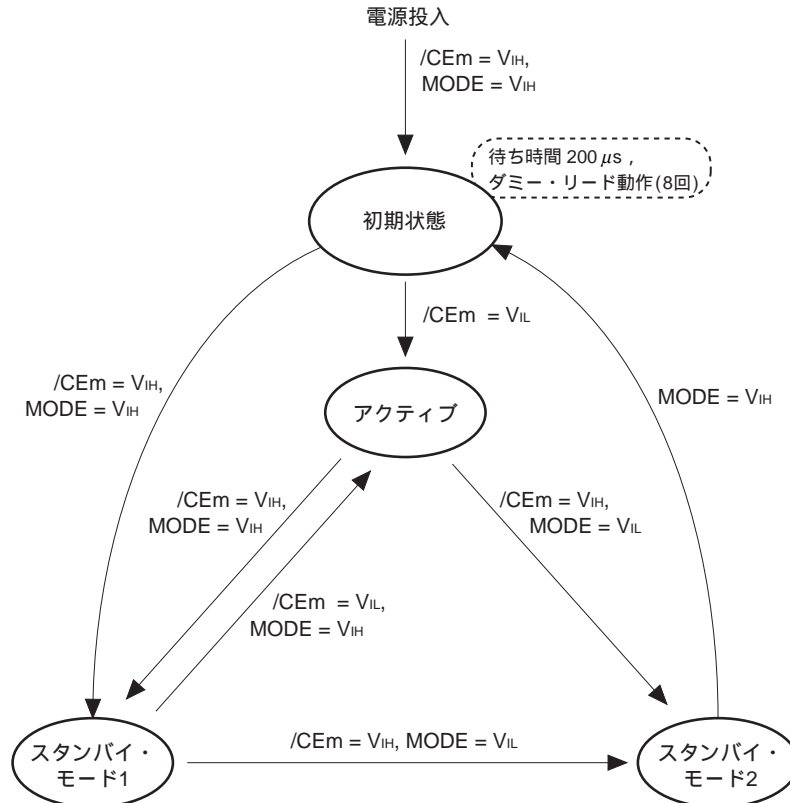 電源投入
/CEm = VIH,
MODE = VIH
待ち時間 200 μs ,
ダミー・リード動作(8回)
初期状態
/CEm = VIL
/CEm = VIH,
MODE = VIH
アクティブ
MODE = VIH
/CEm = VIH,
MODE = VIH
/CEm = VIH,
MODE = VIL
/CEm = VIL,
MODE = VIH
スタンバイ・
モード1
/CEm = VIH, MODE = VIL
スタンバイ・
モード2